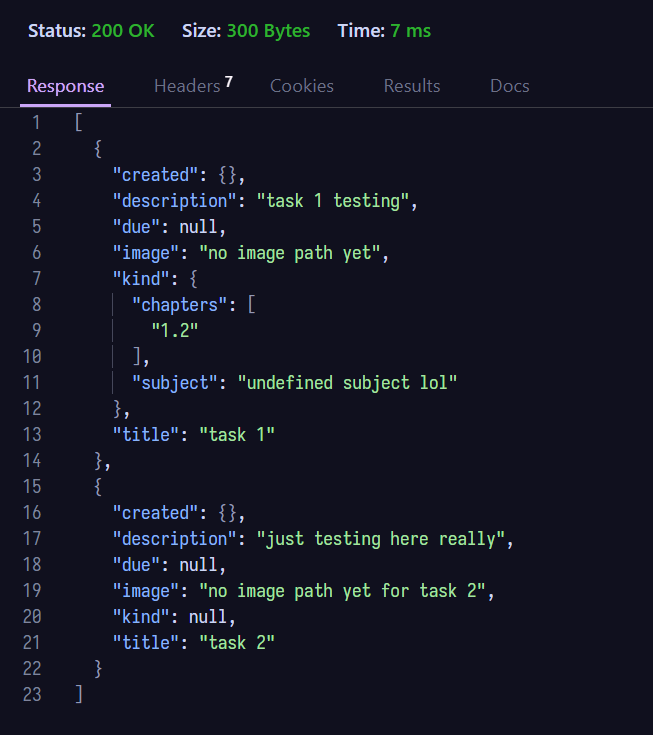 Status: 200 OK Size: 300 Bytes Time: 7 ms
Response Headers 7 Cookies Results Docs
1 [
2 {
3 "created": {},
4 "description": "task 1 testing",
5 "due": null,
6 "image": "no image path yet",
7 "kind": {
8 "chapters": [
9 "1.2"
10 ],
11 "subject": "undefined subject lol"
12 },
13 "title": "task 1"
14 },
15 {
16 "created": {},
17 "description": "just testing here really",
18 "due": null,
19 "image": "no image path yet for task 2",
20 "kind": null,
21 "title": "task 2"
22 }
23 ]